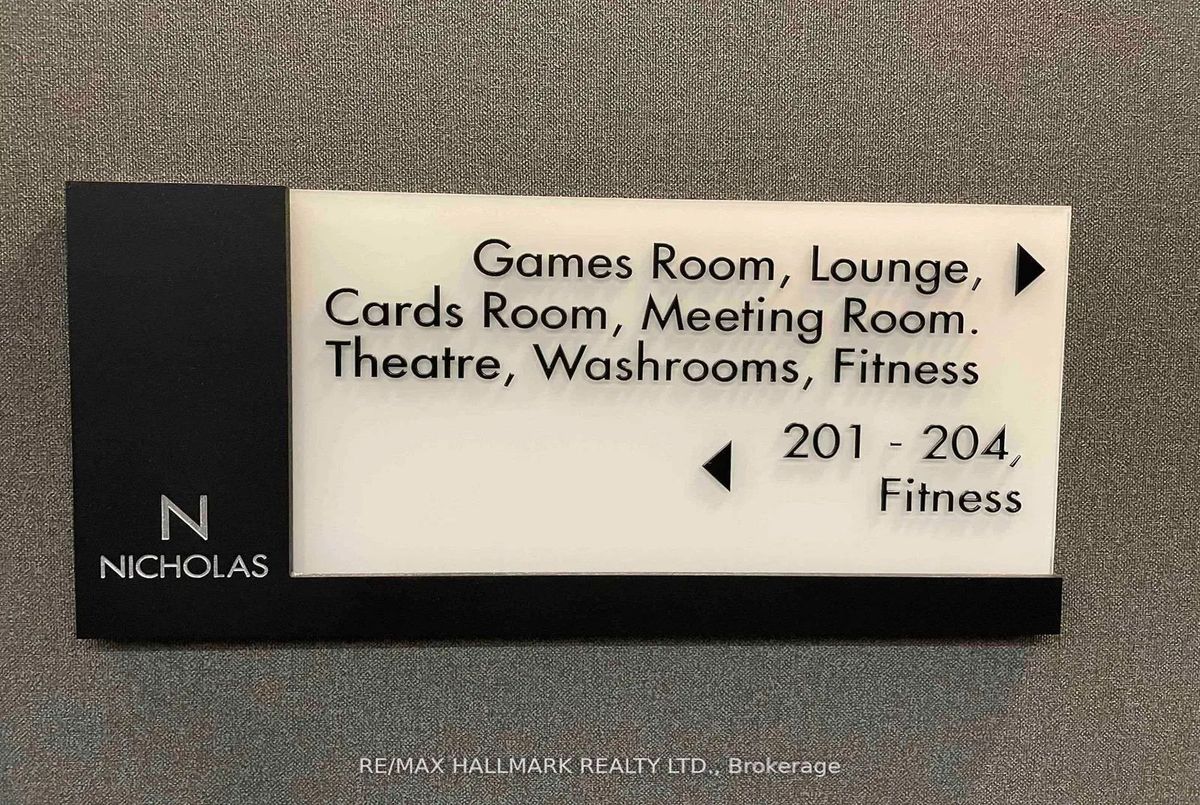 Games Room, Lounge,
Cards Room, Meeting Room.
Theatre, Washrooms, Fitness
201 - 204,
Fitness
N
NICHOLAS
RE/MAX HALLMARK REALTY LTD., Brokerage